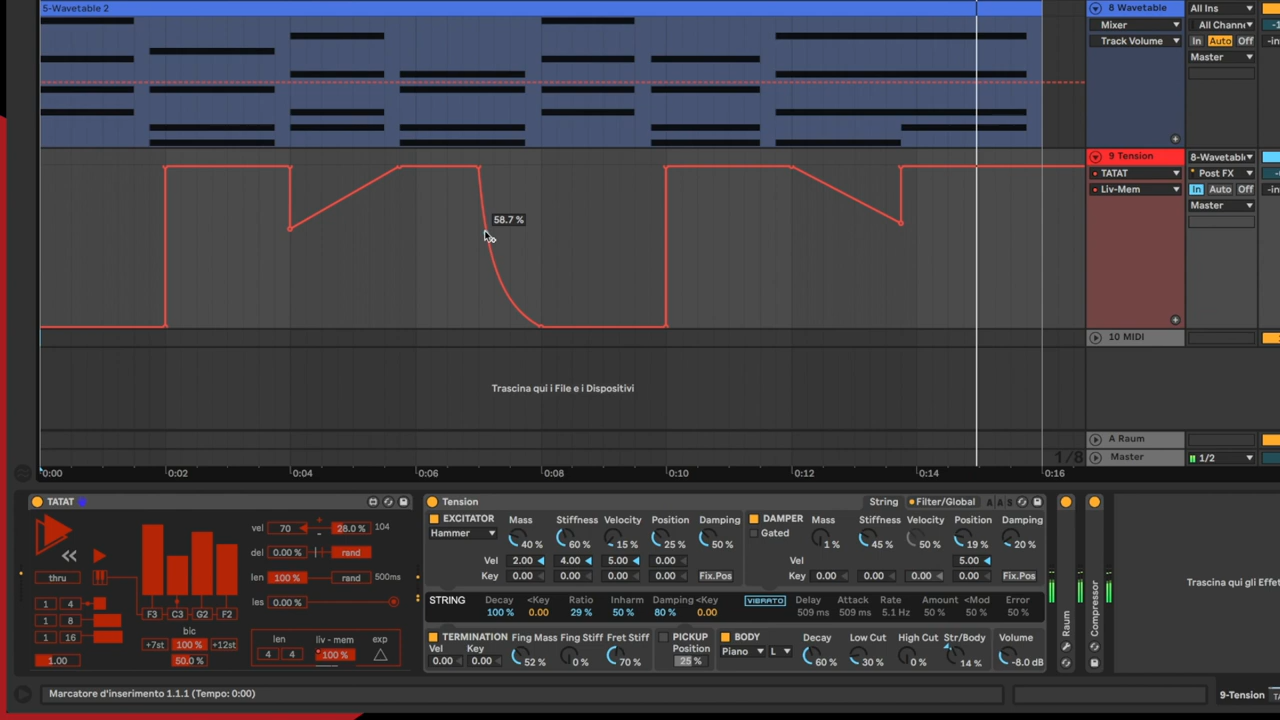 5-Wavetable 2
8 Wavetable
All Ins
Mixer
Track Volume
In Auto Off
Master
58.7 %
9 Tension
8-Wavetabl
TATAT
Post FX
Liv-Mem
In Auto Off
Master
10 MIDI
Trascina qui i File e i Dispositivi
A Raum
1/8
Master
1/2
0:00 0:02 0:04 0:06 0:08 0:10 0:12 0:14 0:16
TATAT
vel 70 28.0 % 104
del 0.00 % rand
len 100 % rand 500ms
les 0.00 %
thru
1 4
1 8
1 16
1.00
F3 C3 G2 F2
bic
+7st 100 % +12st
50.0 %
len liv - mem exp
4 4 100 %
Tension
String Filter/Global
EXCITATOR Mass Stiffness Velocity Position Damping
Hammer
40 % 60 % 15 % 25 % 50 %
Vel 2.00 4.00 5.00 0.00
Key 0.00 0.00 0.00 0.00 Fix.Pos
DAMPER Mass Stiffness Velocity Position Damping
Gated
1 % 45 % 50 % 19 % 20 %
Vel 5.00
Key 0.00 0.00 0.00 0.00 Fix.Pos
STRING Decay <Key Ratio Inharm Damping <Key
100 % 0.00 29 % 50 % 80 % 0.00
VIBRATO Delay Attack Rate Amount <Mod Error
509 ms 509 ms 5.1 Hz 50 % 50 % 50 %
TERMINATION Fing Mass Fing Stiff Fret Stiff
Vel Key
0.00 0.00 52 % 0 % 70 %
PICKUP
Position
25 %
BODY Decay Low Cut High Cut Str/Body Volume
Piano L
60 % 30 % 0 % 14 % -8.0 dB
Raum
Compressor
Trascina qui gli Effet
Marcatore d'inserimento 1.1.1 (Tempo: 0:00)
9-Tension